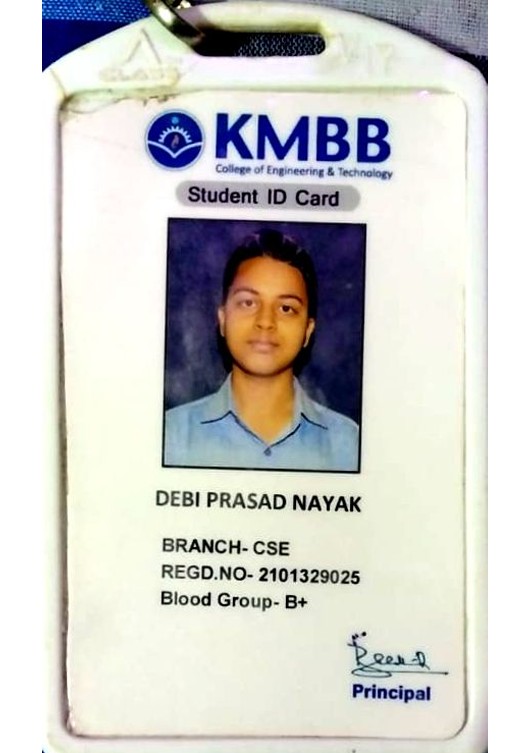 CLASS
KMBB
College of Engineering & Technology
Student ID Card
DEBI PRASAD NAYAK
BRANCH- CSE
REGD.NO- 2101329025
Blood Group- B+
Principal